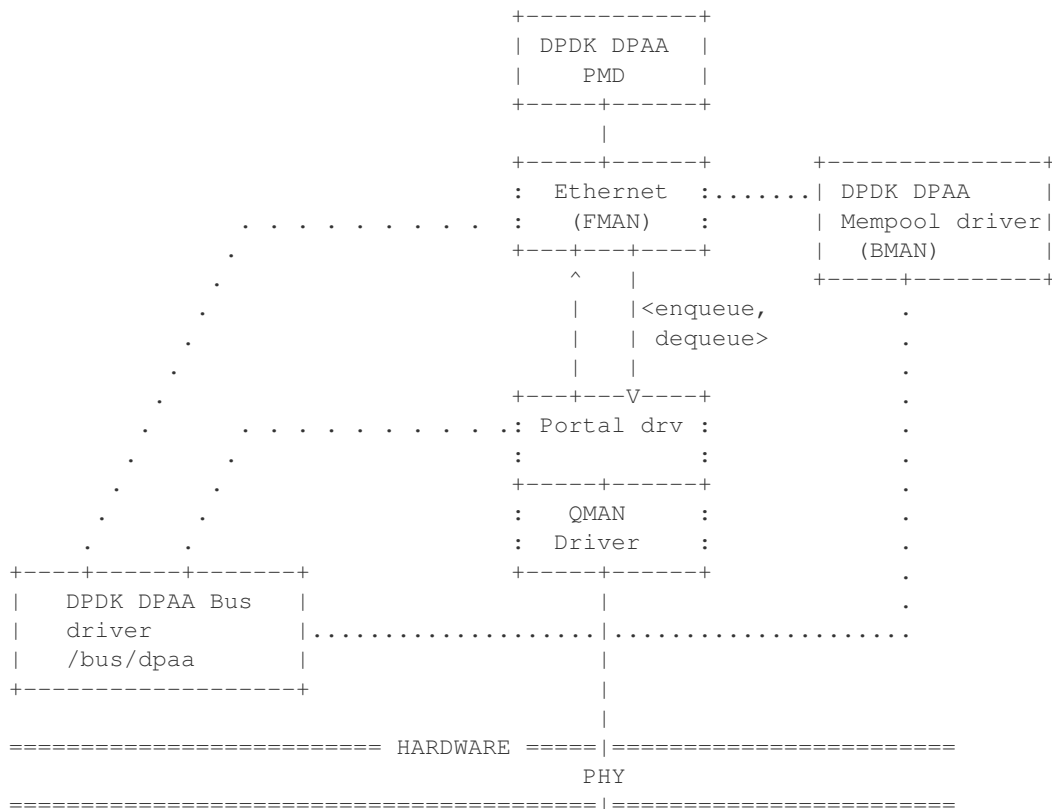 +------------+
| DPDK DPAA  |
|    PMD     |
+-----+------+
|
+-----+------+       +---------------+
:  Ethernet  :.......| DPDK DPAA     |
. . . . . . . . . :   (FMAN)   :       | Mempool driver|
.                   +---+---+----+       |  (BMAN)       |
.                        ^   |            +-----+---------+
.                         |   |<enqueue,         .
.                          |   | dequeue>         .
.                           |   |                  .
.                        +---+---V----+             .
.      . . . . . . . . . . .: Portal drv :             .
.      .                    :            :             .
.      .                     +-----+------+             .
.      .                      :   QMAN     :             .
.      .                      :  Driver    :             .
+----+------+-------+              +-----+------+             .
|   DPDK DPAA Bus   |                    |                    .
|   driver          |....................|.....................
|   /bus/dpaa       |                    |
+-------------------+                    |
|
========================== HARDWARE =====|========================
PHY
=========================================|========================